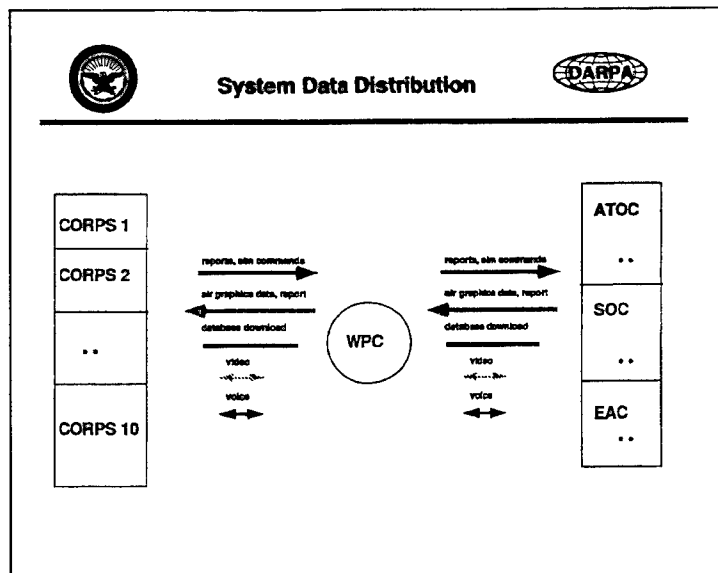 System Data Distribution
DARPA
CORPS 1
CORPS 2
..
CORPS 10
reports, sim commands
air graphics data, report
database download
video
voice
WPC
reports, sim commands
air graphics data, report
database download
video
voice
ATOC
..
SOC
..
EAC
..